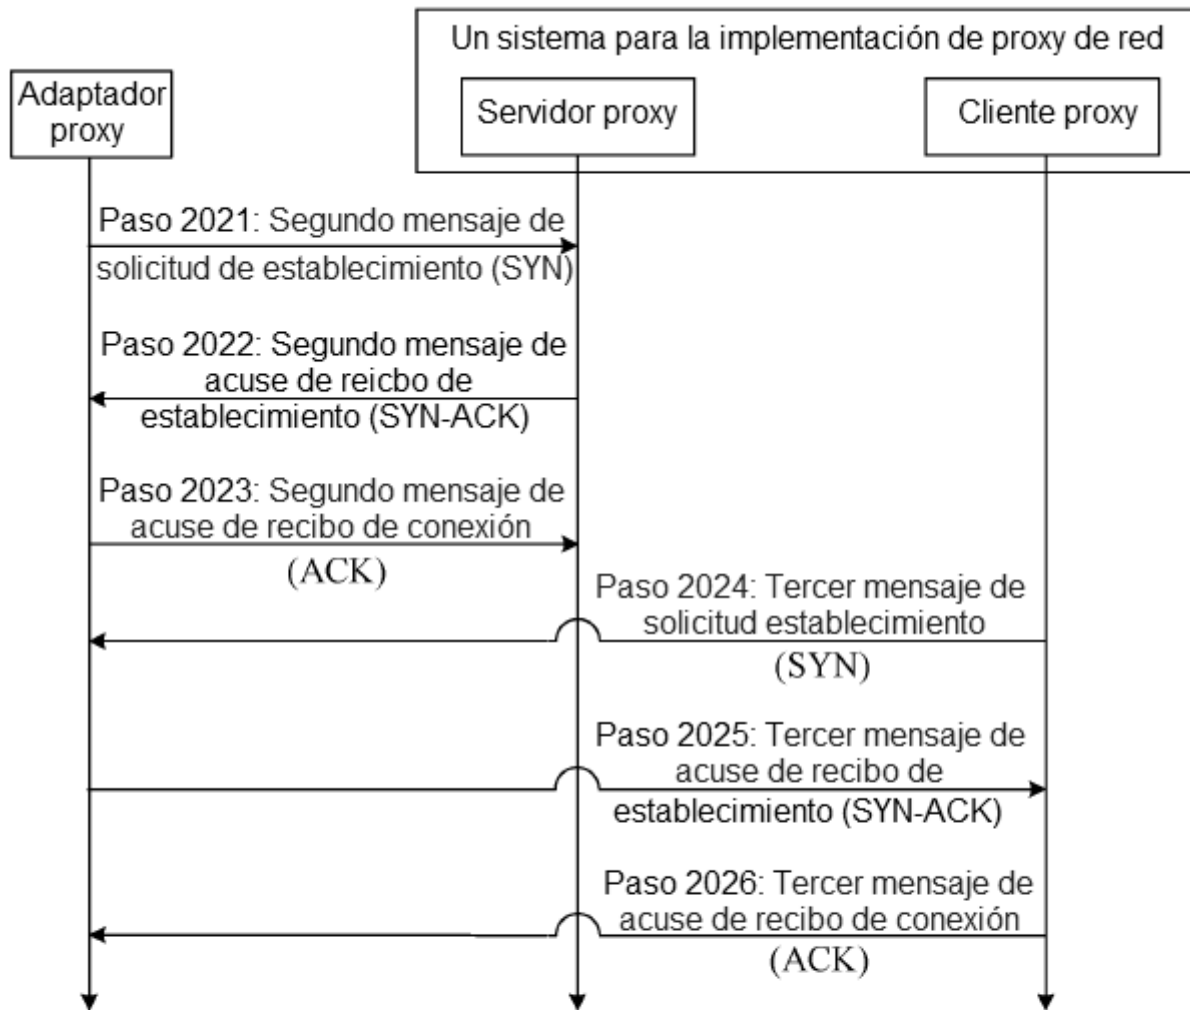 Un sistema para la implementación de proxy de red
Adaptador
proxy
Servidor proxy
Cliente proxy
Paso 2021: Segundo mensaje de
solicitud de establecimiento (SYN)
Paso 2022: Segundo mensaje de
acuse de reicbo de
establecimiento (SYN-ACK)
Paso 2023: Segundo mensaje de
acuse de recibo de conexión
(ACK)
Paso 2024: Tercer mensaje de
solicitud establecimiento
(SYN)
Paso 2025: Tercer mensaje de
acuse de recibo de
establecimiento (SYN-ACK)
Paso 2026: Tercer mensaje de
acuse de recibo de conexión
(ACK)